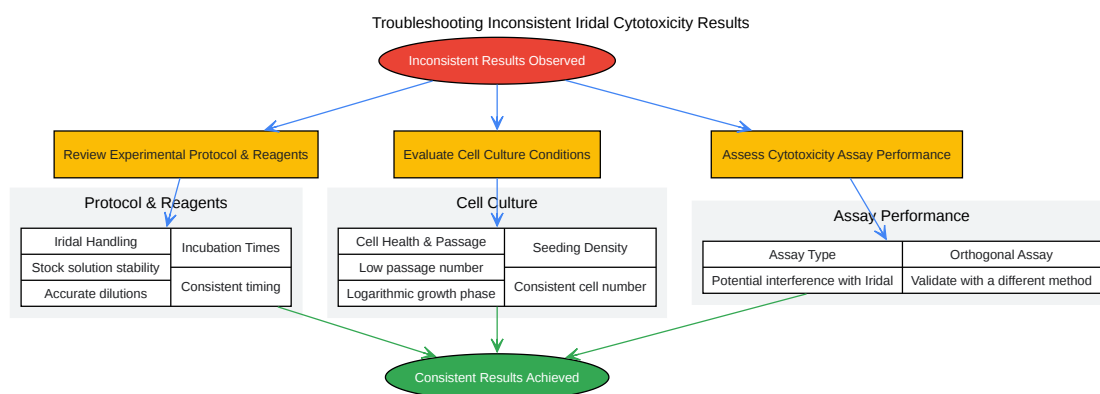 Troubleshooting Inconsistent Iridal Cytotoxicity Results
Inconsistent Results Observed
Review Experimental Protocol & Reagents
Evaluate Cell Culture Conditions
Assess Cytotoxicity Assay Performance
Protocol & Reagents
Iridal Handling
Stock solution stability
Accurate dilutions
Incubation Times
Consistent timing
Cell Culture
Cell Health & Passage
Low passage number
Logarithmic growth phase
Seeding Density
Consistent cell number
Assay Performance
Assay Type
Potential interference with Iridal
Orthogonal Assay
Validate with a different method
Consistent Results Achieved